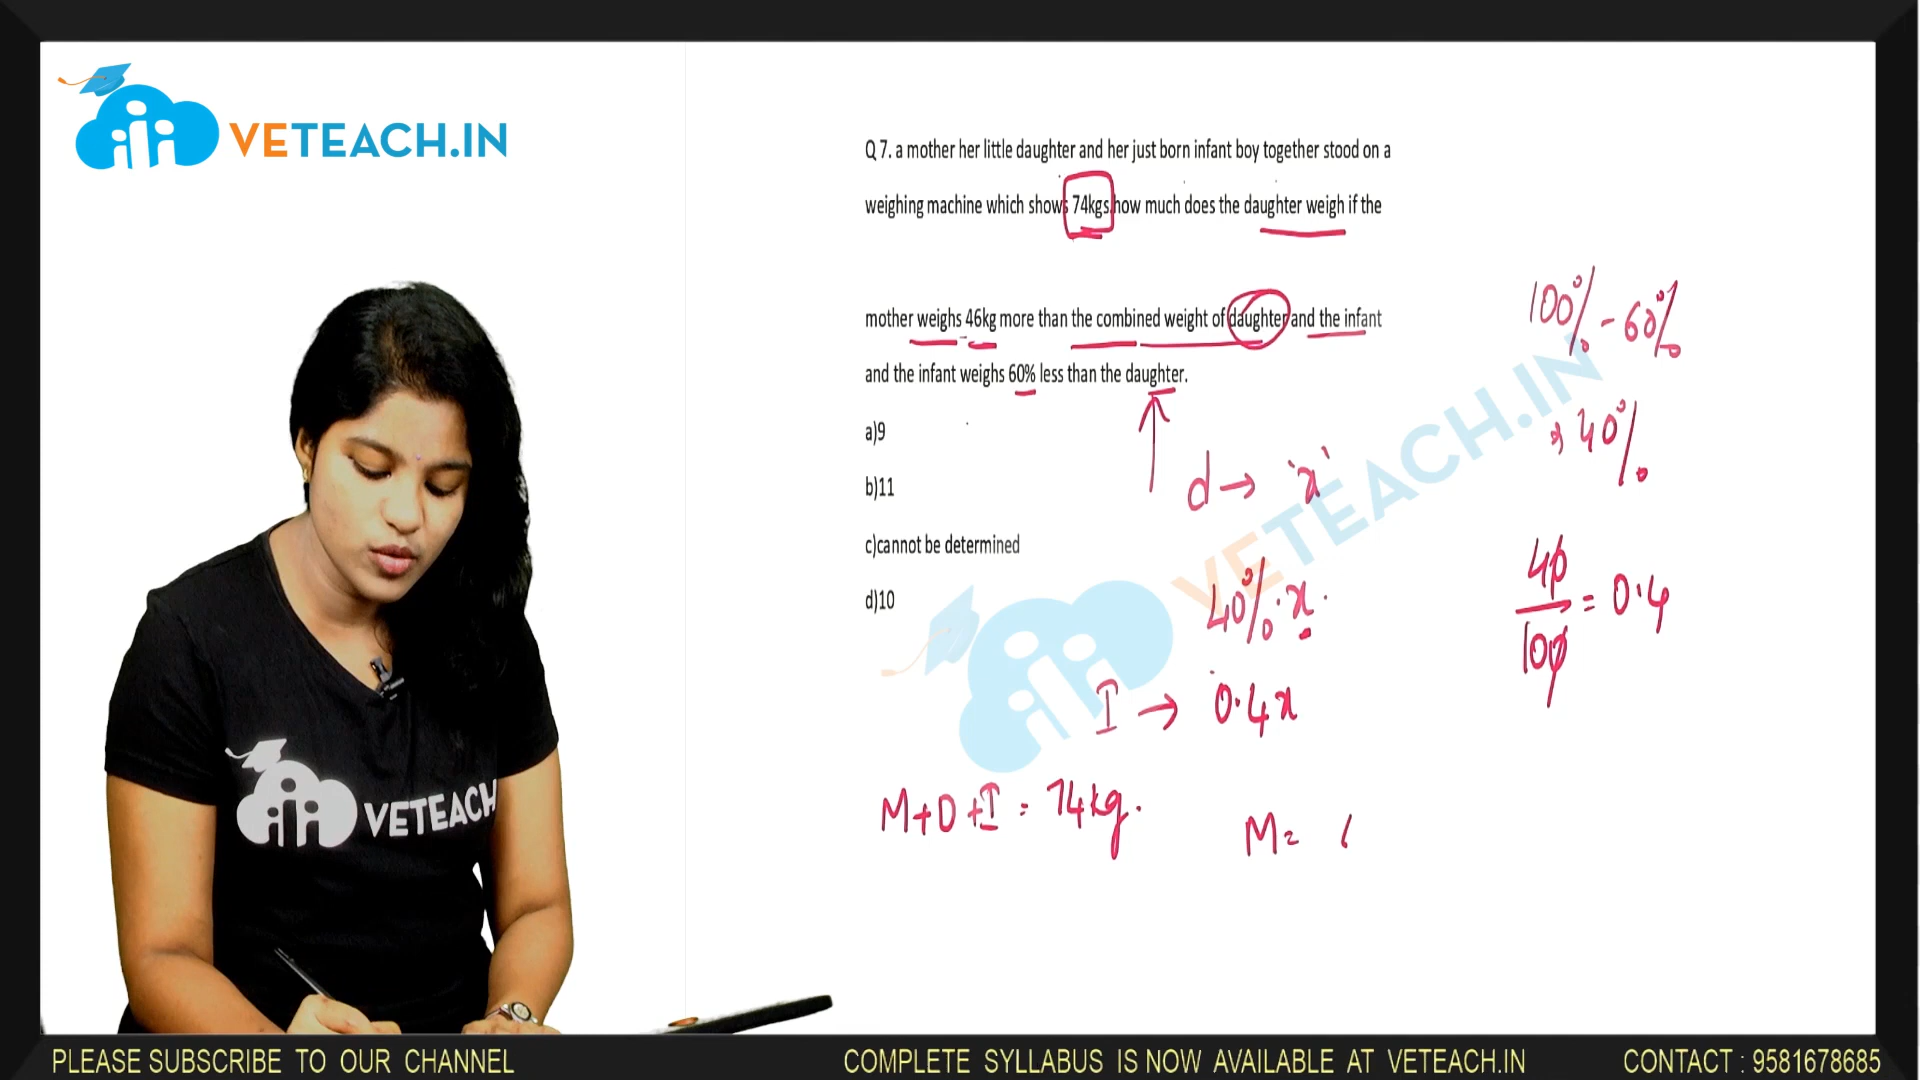 VETEACH.IN
Q 7. a mother her little daughter and her just born infant boy together stood on a
weighing machine which shows 74kgs.how much does the daughter weigh if the
mother weighs 46kg more than the combined weight of daughter and the infant
and the infant weighs 60% less than the daughter.
a)9
b)11
c)cannot be determined
d)10
100% - 60%
40%
d → 'x'
40%.x.
40/100 = 0.4
I → 0.4x
M+D+I = 74kg.
M= (
VETEACH.IN
VETEACH
PLEASE SUBSCRIBE TO OUR CHANNEL
COMPLETE SYLLABUS IS NOW AVAILABLE AT VETEACH.IN
CONTACT : 9581678685